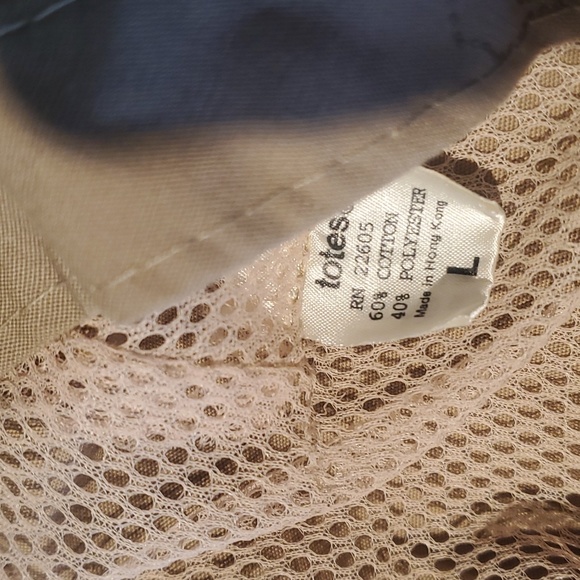 totes
RN 22605
60% COTTON
40% POLYESTER
Made in Hong Kong
L